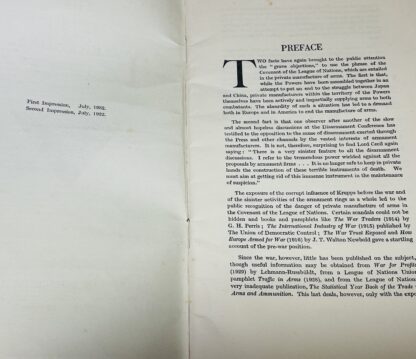 First Impression, July, 1932.
Second Impression, July, 1932.
PREFACE
TWO facts have again brought to the public attention
the "grave objections," to use the phrase of the
Covenant of the League of Nations, which are entailed
in the private manufacture of arms. The fact is that,
while the Powers have been assembled together in an
attempt to put an end to the struggle between Japan
and China, private manufacturers within the territory of the Powers
themselves have been actively and impartially supplying arms to both
combatants. The absurdity of such a situation has led to a demand
both in Europe and in America to end the manufacture of arms.
The second fact is that one observer after another of the slow
and almost hopeless discussions at the Disarmament Conference has
testified to the opposition to the cause of disarmament exerted through
the Press and other channels by the vested interests of armament
manufacturers. It is not, therefore, surprising to find Lord Cecil again
saying: "There is a very sinister feature to all the disarmament
discussions. I refer to the tremendous power wielded against all the
proposals by armament firms . . . It is no longer safe to keep in private
hands the construction of these terrible instruments of death. We
must aim at getting rid of this immense instrument in the maintenance
of suspicion."
The exposure of the corrupt influence of Krupps before the war and
of the sinister activities of the armament rings as a whole led to the
public recognition of the danger of private manufacture of arms in
the Covenant of the League of Nations. Certain scandals could not be
hidden and books and pamphlets like The War Traders (1914) by
G. H. Perris; The International Industry of War (1915) published by
The Union of Democratic Control; The War Trust Exposed and How
Europe Armed for War (1916) by J. T. Walton Newbold gave a startling
account of the pre-war position.
Since the war, however, little has been published on the subject,
though useful information may be obtained from War for Profits
(1929) by Lehmann-Russbüldt, from a League of Nations Union
pamphlet Traffic in Arms (1928), and from the League of Nations'
very inadequate publication, The Statistical Year Book of the Trade
Arms and Ammunition. This last deals, however, only with the expo